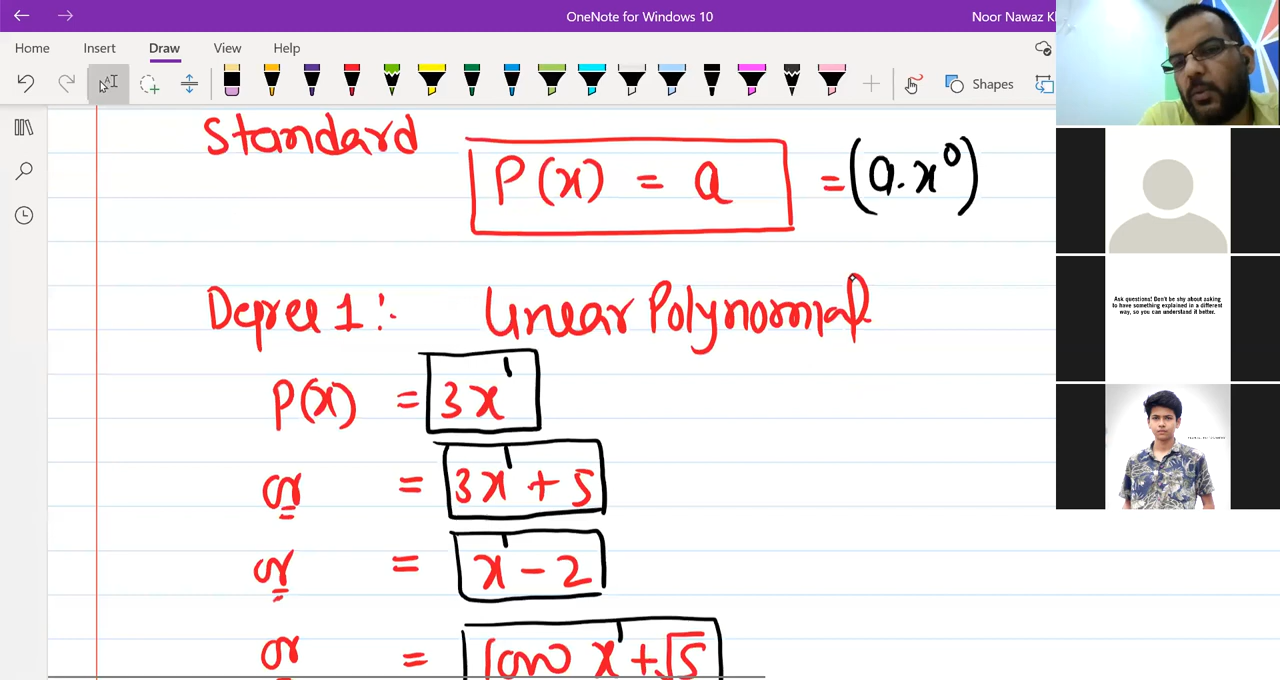 OneNote for Windows 10
Noor Nawaz Kh
Home Insert Draw View Help
Shapes
Standard
P(x) = a = (a.x⁰)
Degree 1 :- Linear Polynomial
P(x) = 3x¹
or = 3x¹ + 5
or = x¹ - 2
or = x¹ + √5
Ask questions! Don't be shy about asking
to have something explained in a different
way, so you can understand it better.